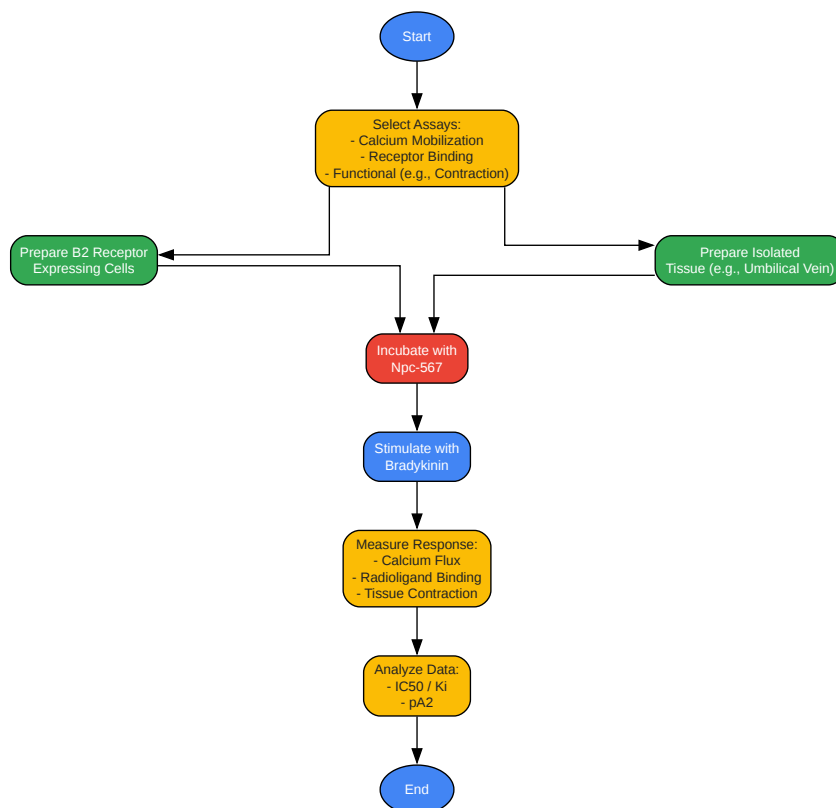 Start
Select Assays:
- Calcium Mobilization
- Receptor Binding
- Functional (e.g., Contraction)
Prepare B2 Receptor
Expressing Cells
Prepare Isolated
Tissue (e.g., Umbilical Vein)
Incubate with
Npc-567
Stimulate with
Bradykinin
Measure Response:
- Calcium Flux
- Radioligand Binding
- Tissue Contraction
Analyze Data:
- IC50 / Ki
- pA2
End